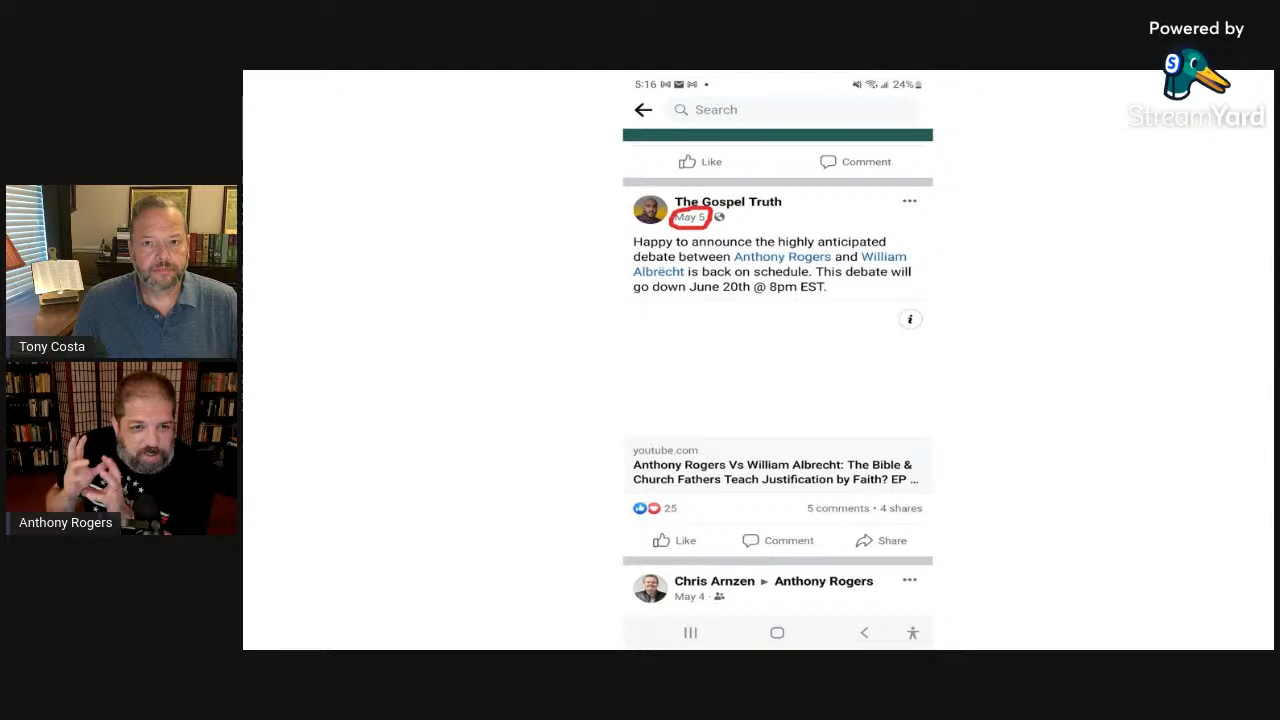 Powered by
StreamYard
5:16
24%
Search
Like
Comment
The Gospel Truth
May 5
Happy to announce the highly anticipated
debate between Anthony Rogers and William
Albrëcht is back on schedule. This debate will
go down June 20th @ 8pm EST.
youtube.com
Anthony Rogers Vs William Albrecht: The Bible &
Church Fathers Teach Justification by Faith? EP ...
25
5 comments • 4 shares
Like
Comment
Share
Chris Arnzen ▸ Anthony Rogers
May 4 ·
Tony Costa
Anthony Rogers